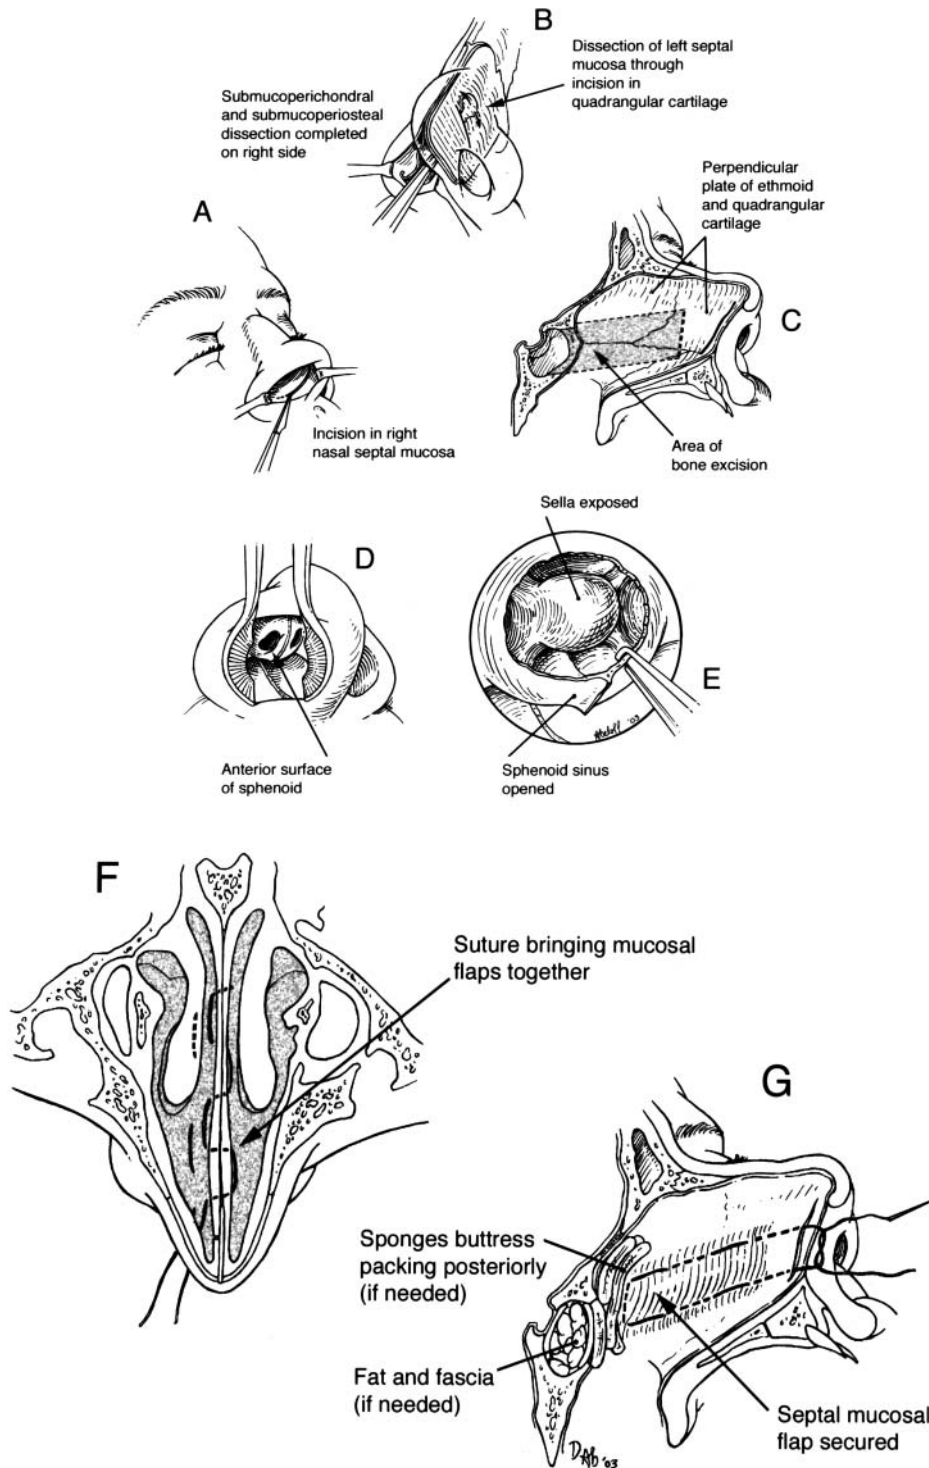 B
Dissection of left septal
mucosa through
incision in
quadrangular cartilage
Submucoperichondral
and submucoperiosteal
dissection completed
on right side
Perpendicular
plate of ethmoid
and quadrangular
cartilage
A
C
Incision in right
nasal septal mucosa
Area of
bone excision
Sella exposed
D
E
Anterior surface
of sphenoid
Sphenoid sinus
opened
F
Suture bringing mucosal
flaps together
G
Sponges buttress
packing posteriorly
(if needed)
Fat and fascia
(if needed)
Septal mucosal
flap secured